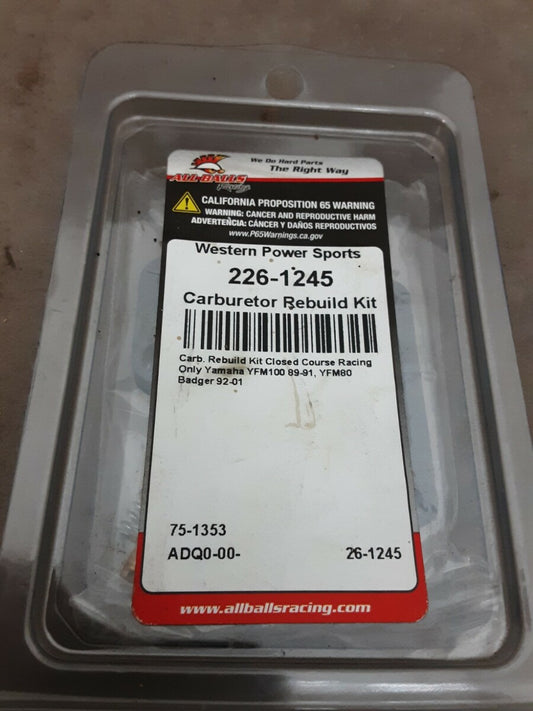 We Do Hard Parts
The Right Way
ALL BALLS
Racing
CALIFORNIA PROPOSITION 65 WARNING
WARNING: CANCER AND REPRODUCTIVE HARM
ADVERTENCIA: CÁNCER Y DAÑOS REPRODUCTIVOS
www.P65Warnings.ca.gov
Western Power Sports
226-1245
Carburetor Rebuild Kit
Carb. Rebuild Kit Closed Course Racing
Only Yamaha YFM100 89-91, YFM80
Badger 92-01
75-1353
ADQ0-00- 26-1245
www.allballsracing.com